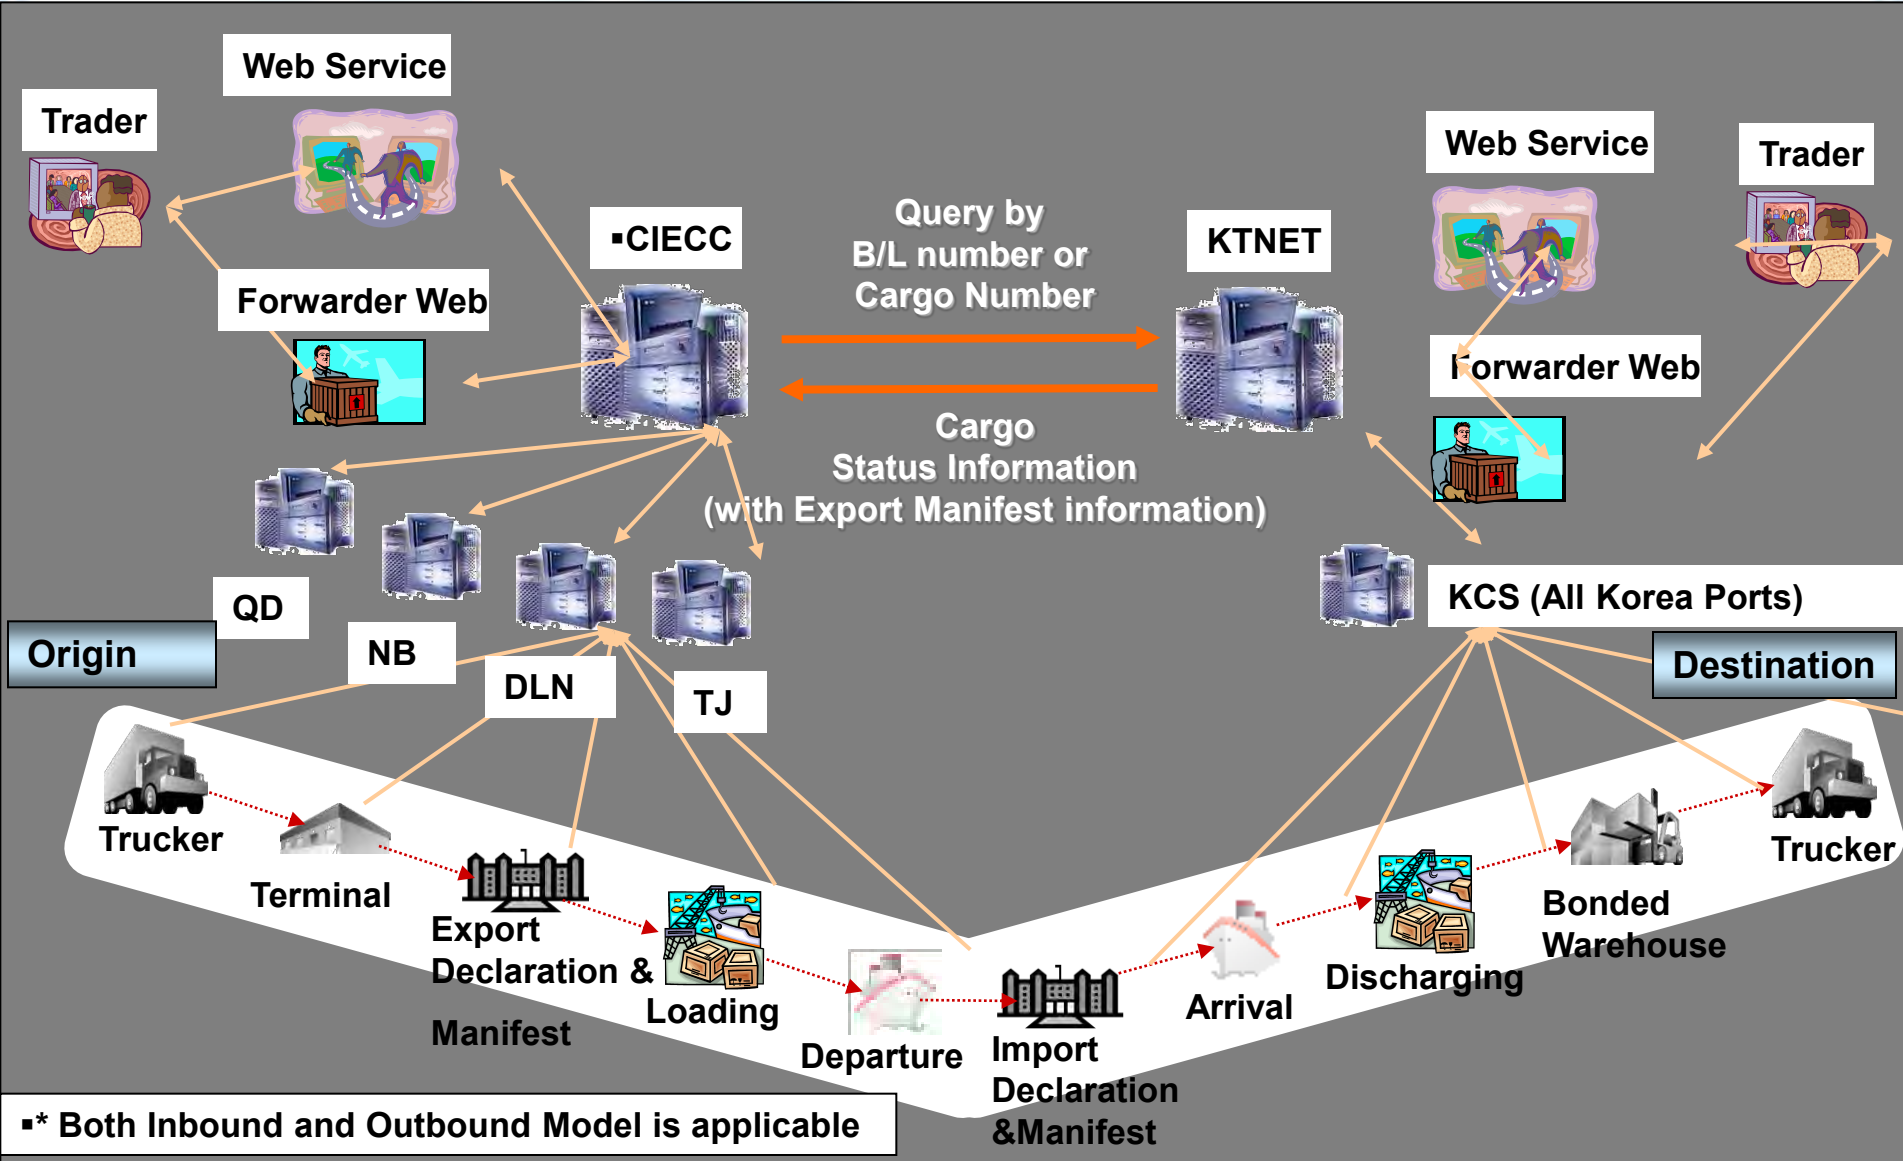 Web Service
Trader
▪CIECC
Forwarder Web
Query by
B/L number or
Cargo Number
KTNET
Web Service
Trader
Forwarder Web
Cargo
Status Information
(with Export Manifest information)
QD
NB
DLN
TJ
KCS (All Korea Ports)
Origin
Destination
Trucker
Terminal
Export
Declaration &
Manifest
Loading
Departure
Import
Declaration
&Manifest
Arrival
Discharging
Bonded
Warehouse
Trucker
▪* Both Inbound and Outbound Model is applicable